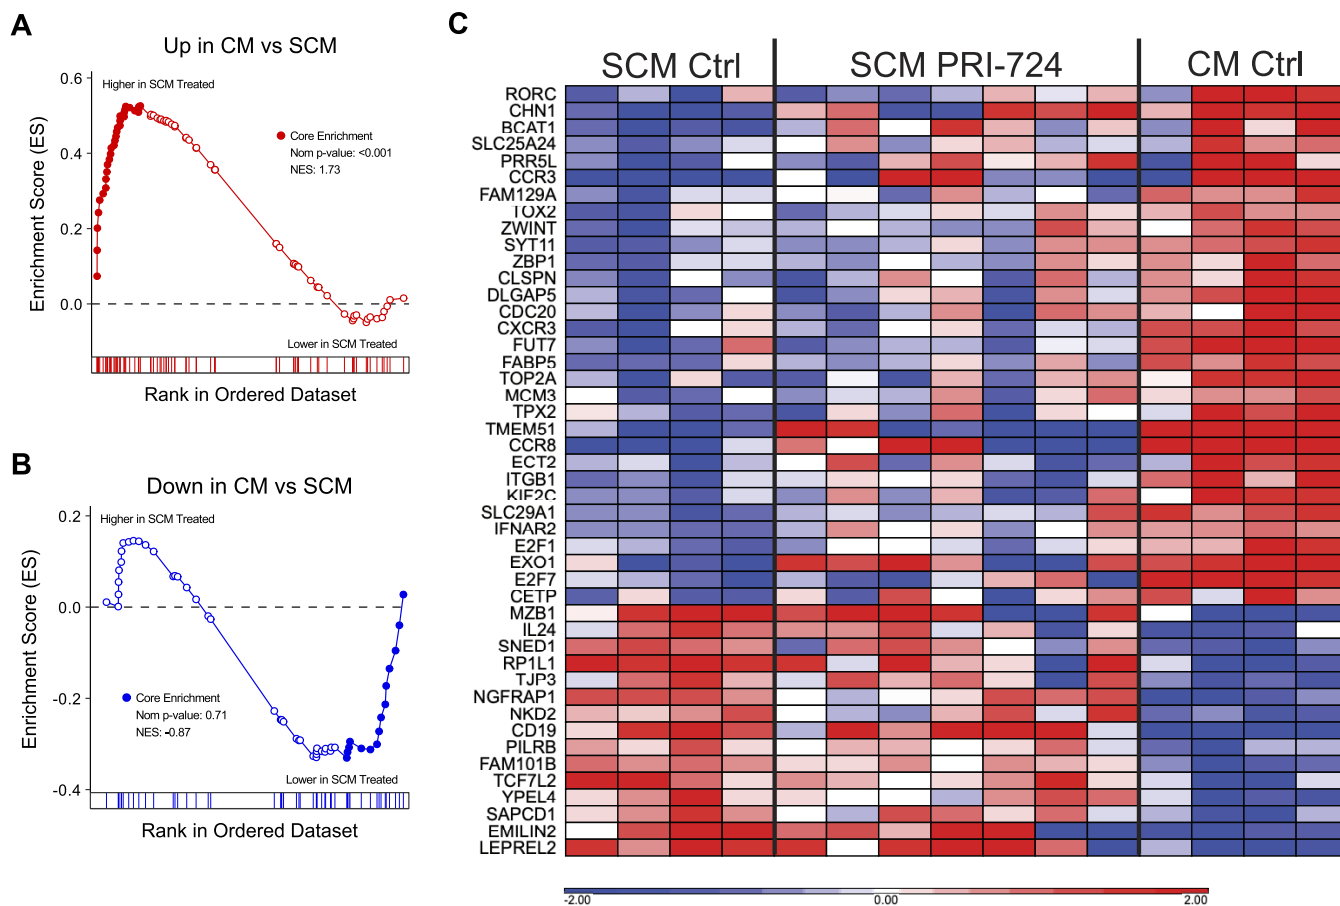 A
Up in CM vs SCM
Higher in SCM Treated
0.6
0.4
0.2
0.0
Enrichment Score (ES)
Core Enrichment
Nom p-value: <0.001
NES: 1.73
Lower in SCM Treated
Rank in Ordered Dataset
B
Down in CM vs SCM
Higher in SCM Treated
0.2
0.0
-0.2
-0.4
Enrichment Score (ES)
Core Enrichment
Nom p-value: 0.71
NES: -0.87
Lower in SCM Treated
Rank in Ordered Dataset
C
SCM Ctrl SCM PRI-724 CM Ctrl
RORC
CHN1
BCAT1
SLC25A24
PRR5L
CCR3
FAM129A
TOX2
ZWINT
SYT11
ZBP1
CLSPN
DLGAP5
CDC20
CXCR3
FUT7
FABP5
TOP2A
MCM3
TPX2
TMEM51
CCR8
ECT2
ITGB1
KIF2C
SLC29A1
IFNAR2
E2F1
EXO1
E2F7
CETP
MZB1
IL24
SNED1
RP1L1
TJP3
NGFRAP1
NKD2
CD19
PILRB
FAM101B
TCF7L2
YPEL4
SAPCD1
EMILIN2
LEPREL2
-2.00 0.00 2.00